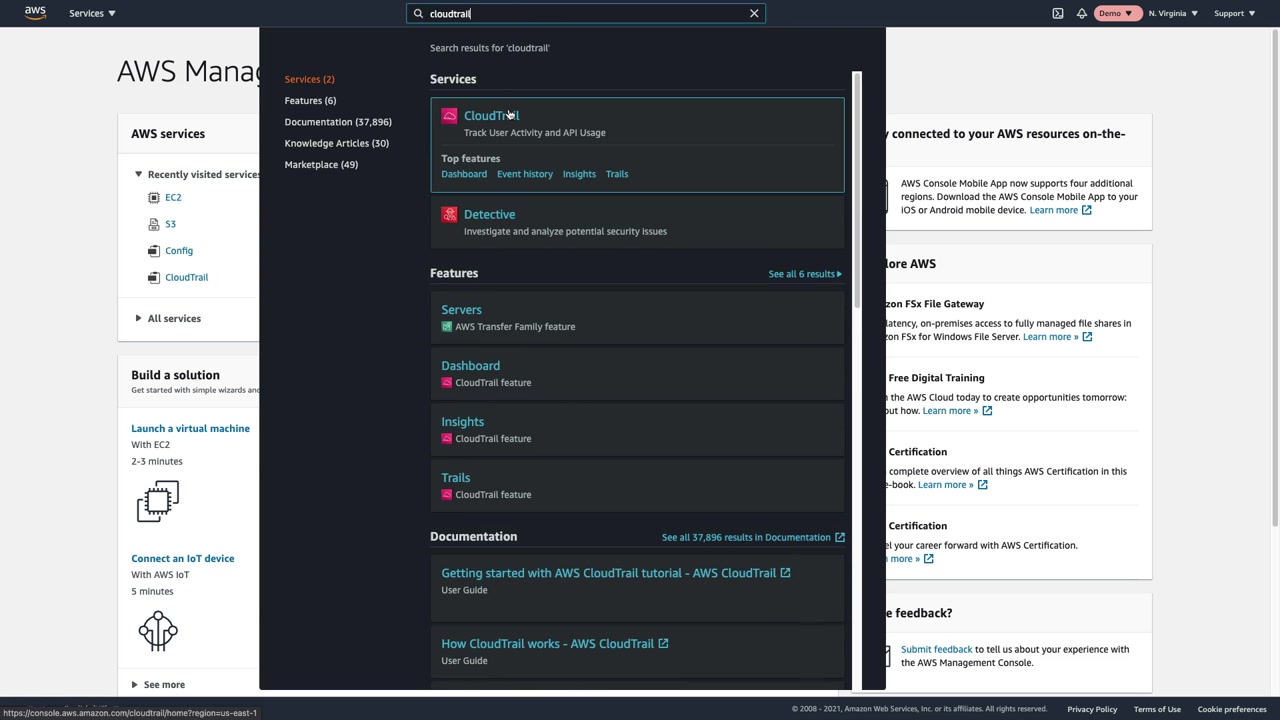 aws
Services
cloudtrail
Demo
N. Virginia
Support
AWS Mana
AWS services
Recently visited services
EC2
S3
Config
CloudTrail
All services
Build a solution
Get started with simple wizards and
Launch a virtual machine
With EC2
2-3 minutes
Connect an IoT device
With AWS IoT
5 minutes
See more
Search results for 'cloudtrail'
Services (2)
Features (6)
Documentation (37,896)
Knowledge Articles (30)
Marketplace (49)
Services
CloudTrail
Track User Activity and API Usage
Top features
Dashboard Event history Insights Trails
Detective
Investigate and analyze potential security issues
Features
See all 6 results
Servers
AWS Transfer Family feature
Dashboard
CloudTrail feature
Insights
CloudTrail feature
Trails
CloudTrail feature
Documentation
See all 37,896 results in Documentation
Getting started with AWS CloudTrail tutorial - AWS CloudTrail
User Guide
How CloudTrail works - AWS CloudTrail
User Guide
y connected to your AWS resources on-the-
AWS Console Mobile App now supports four additional
regions. Download the AWS Console Mobile App to your
iOS or Android mobile device. Learn more
lore AWS
zon FSx File Gateway
latency, on-premises access to fully managed file shares in
zon FSx for Windows File Server. Learn more »
Free Digital Training
n the AWS Cloud today to create opportunities tomorrow:
out how. Learn more »
Certification
complete overview of all things AWS Certification in this
e-book. Learn more »
Certification
el your career forward with AWS Certification.
n more »
e feedback?
Submit feedback to tell us about your experience with
the AWS Management Console.
https://console.aws.amazon.com/cloudtrail/home?region=us-east-1
© 2008 - 2021, Amazon Web Services, Inc. or its affiliates. All rights reserved.
Privacy Policy
Terms of Use
Cookie preferences